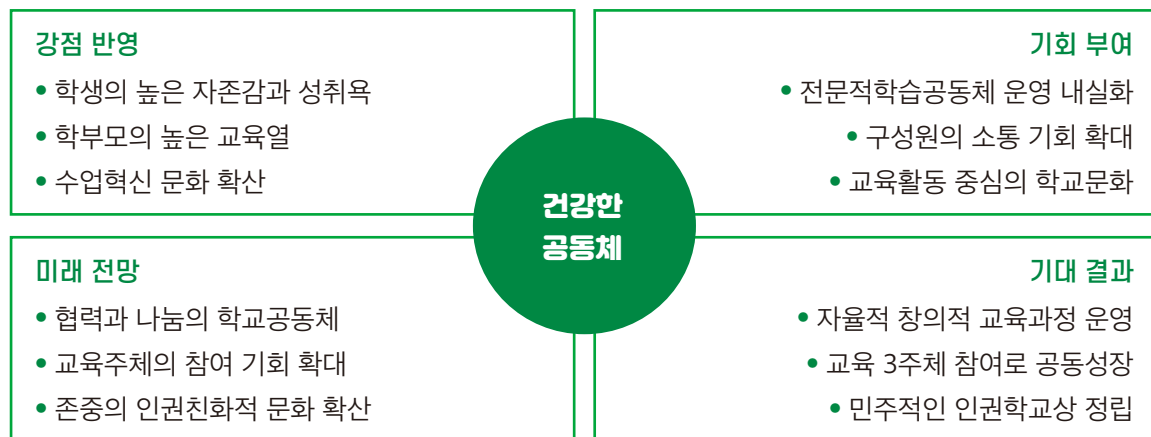 강점 반영
• 학생의 높은 자존감과 성취욕
• 학부모의 높은 교육열
• 수업혁신 문화 확산
기회 부여
• 전문적학습공동체 운영 내실화
• 구성원의 소통 기회 확대
• 교육활동 중심의 학교문화
건강한
공동체
미래 전망
• 협력과 나눔의 학교공동체
• 교육주체의 참여 기회 확대
• 존중의 인권친화적 문화 확산
기대 결과
• 자율적 창의적 교육과정 운영
• 교육 3주체 참여로 공동성장
• 민주적인 인권학교상 정립